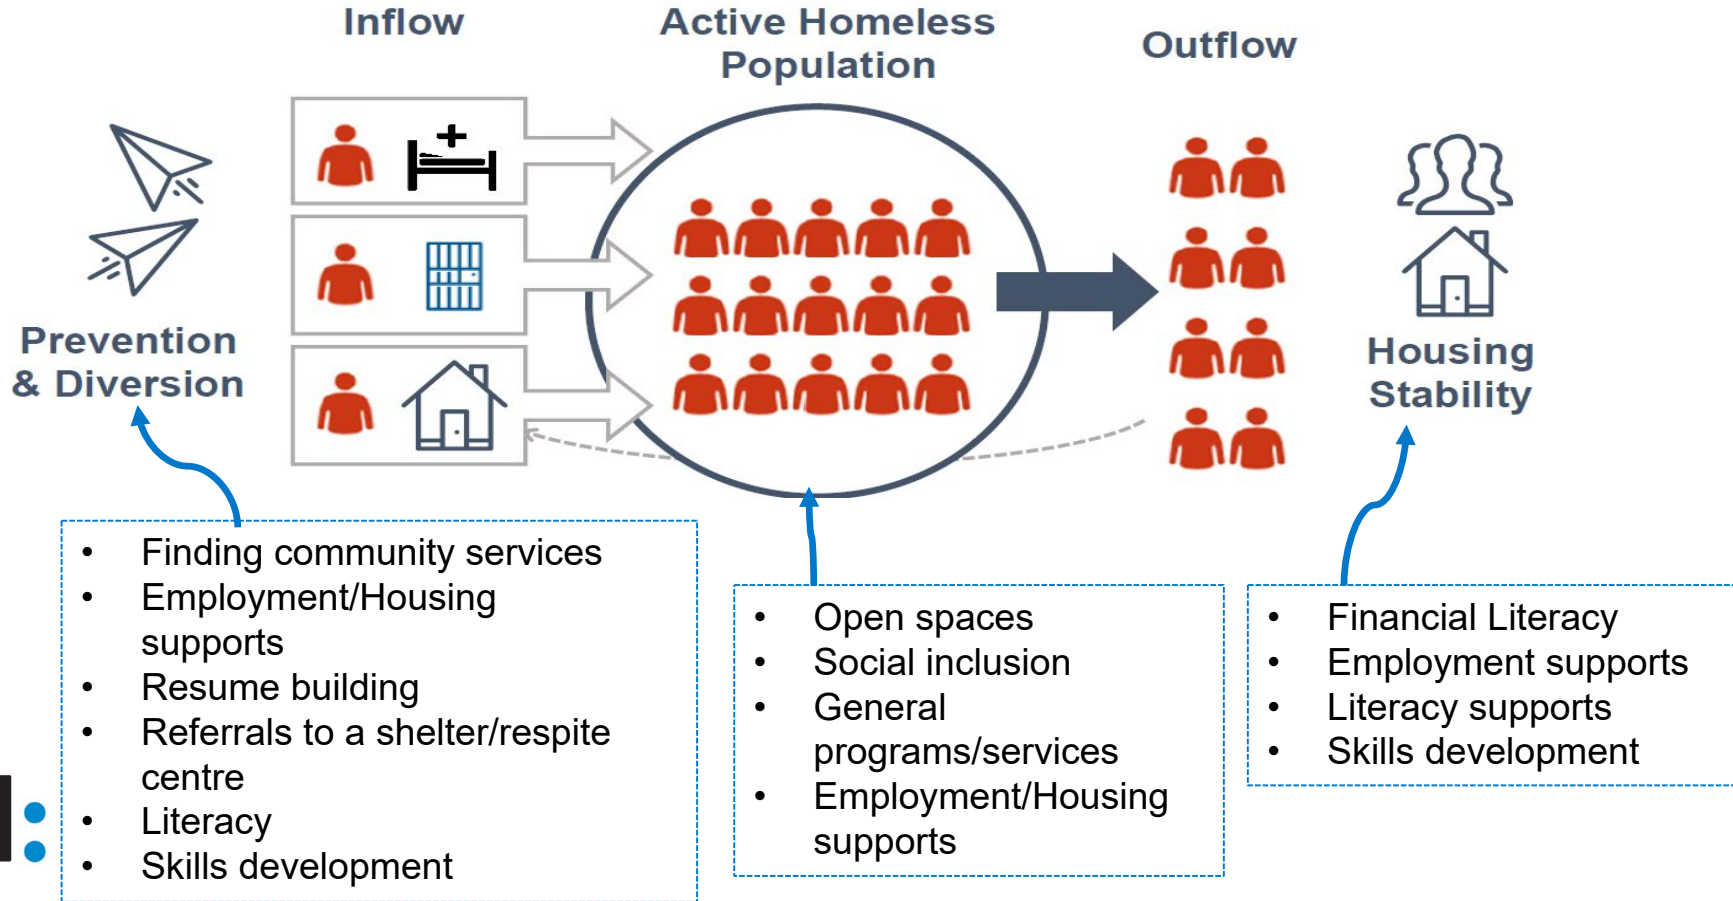 Inflow
Active Homeless
Population
Outflow
Prevention
& Diversion
Housing
Stability
• Finding community services
• Employment/Housing
supports
• Resume building
• Referrals to a shelter/respite
centre
• Literacy
• Skills development
• Open spaces
• Social inclusion
• General
programs/services
• Employment/Housing
supports
• Financial Literacy
• Employment supports
• Literacy supports
• Skills development